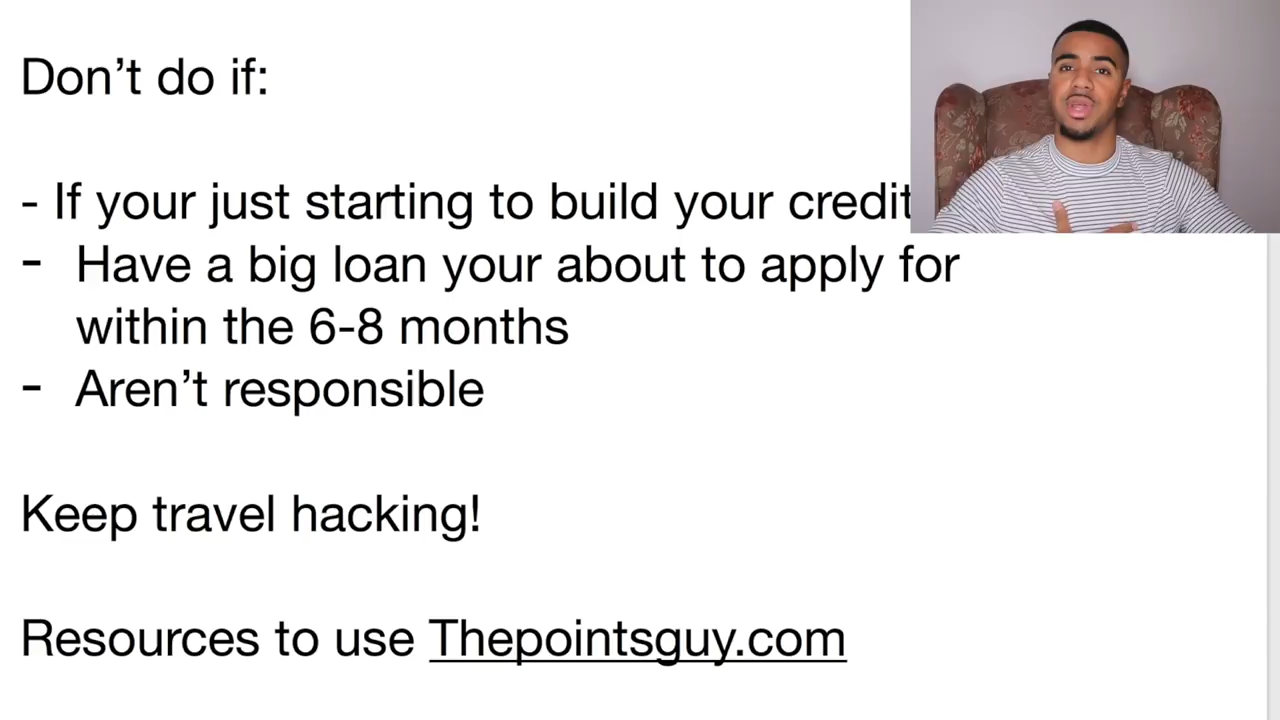 Don’t do if:
- If your just starting to build your credit
- Have a big loan your about to apply for
within the 6-8 months
- Aren’t responsible
Keep travel hacking!
Resources to use Thepointsguy.com